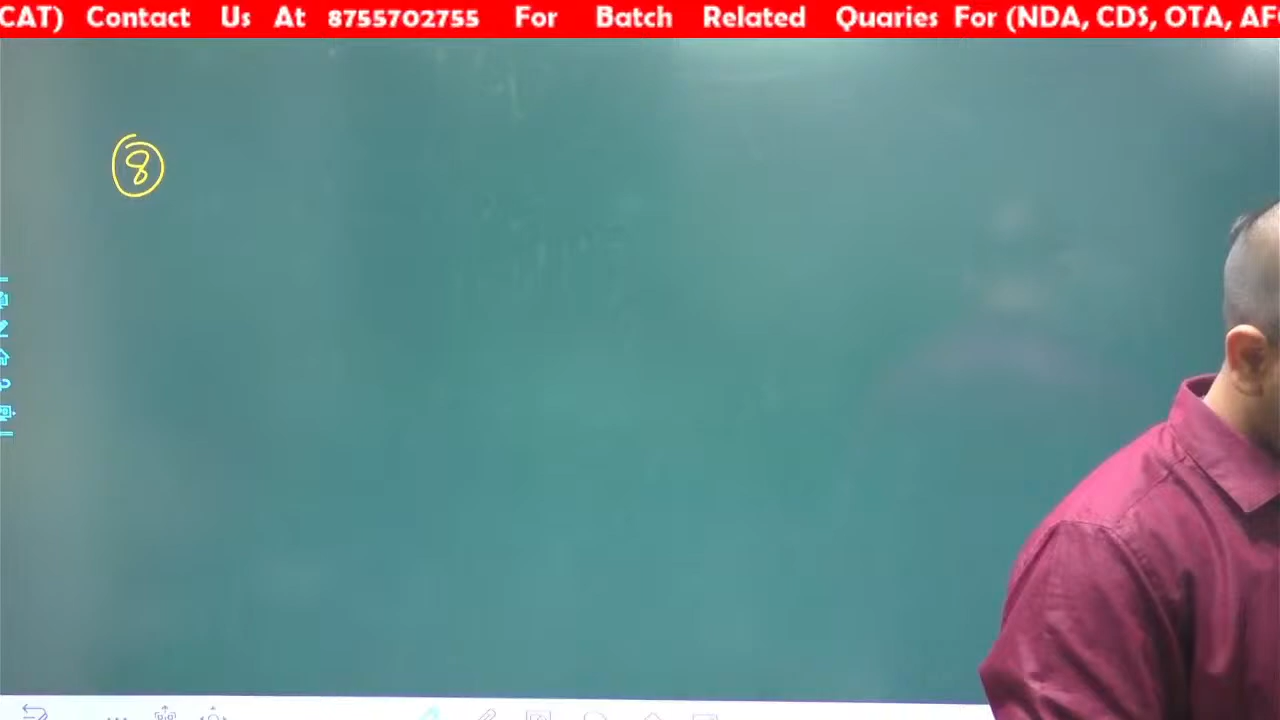 CAT) Contact Us At 8755702755 For Batch Related Quaries For (NDA, CDS, OTA, AF
8